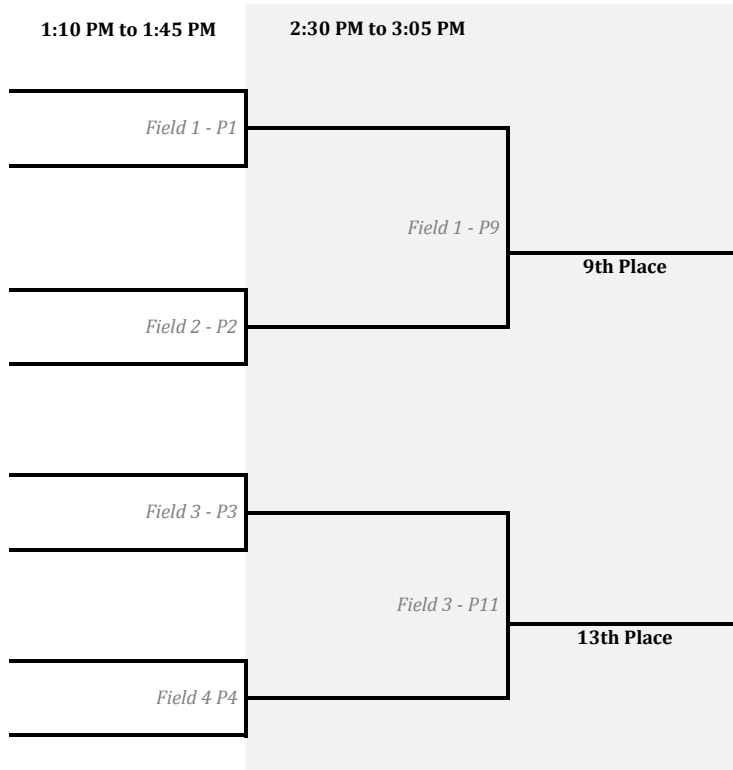 1:10 PM to 1:45 PM
2:30 PM to 3:05 PM
Field 1 - P1
Field 1 - P9
9th Place
Field 2 - P2
Field 3 - P3
Field 3 - P11
13th Place
Field 4 P4